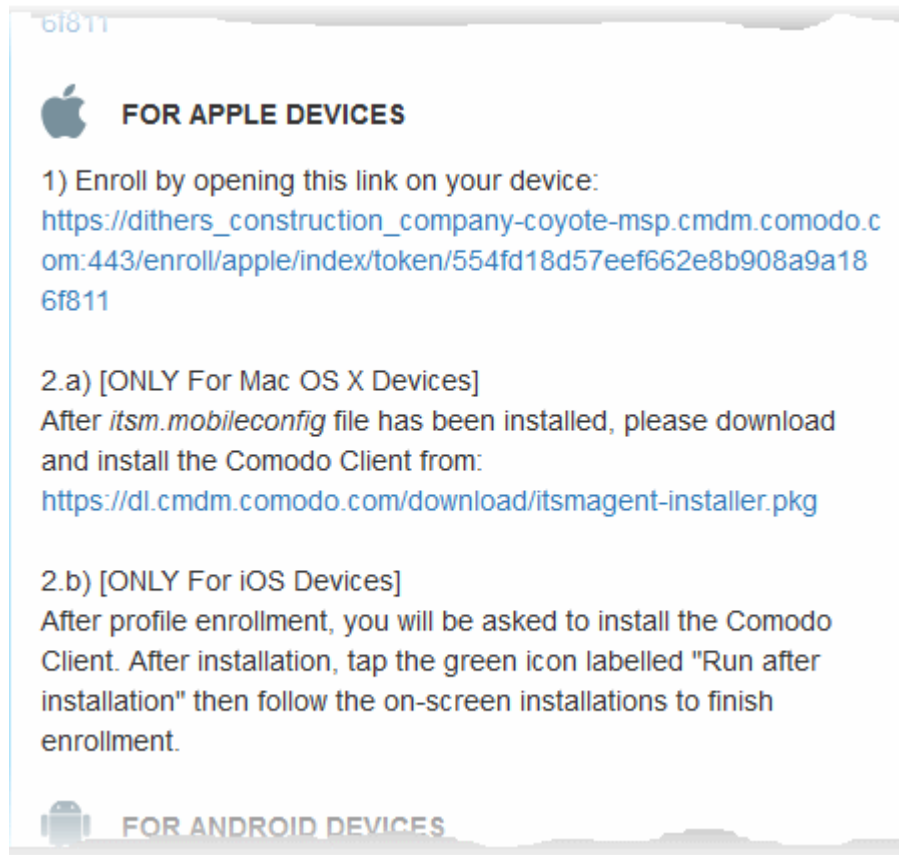 6f811
FOR APPLE DEVICES
1) Enroll by opening this link on your device:
https://dithers_construction_company-coyote-msp.cmdm.comodo.c
om:443/enroll/apple/index/token/554fd18d57eef662e8b908a9a18
6f811
2.a) [ONLY For Mac OS X Devices]
After itsm.mobileconfig file has been installed, please download
and install the Comodo Client from:
https://dl.cmdm.comodo.com/download/itsmagent-installer.pkg
2.b) [ONLY For iOS Devices]
After profile enrollment, you will be asked to install the Comodo
Client. After installation, tap the green icon labelled "Run after
installation" then follow the on-screen installations to finish
enrollment.
FOR ANDROID DEVICES